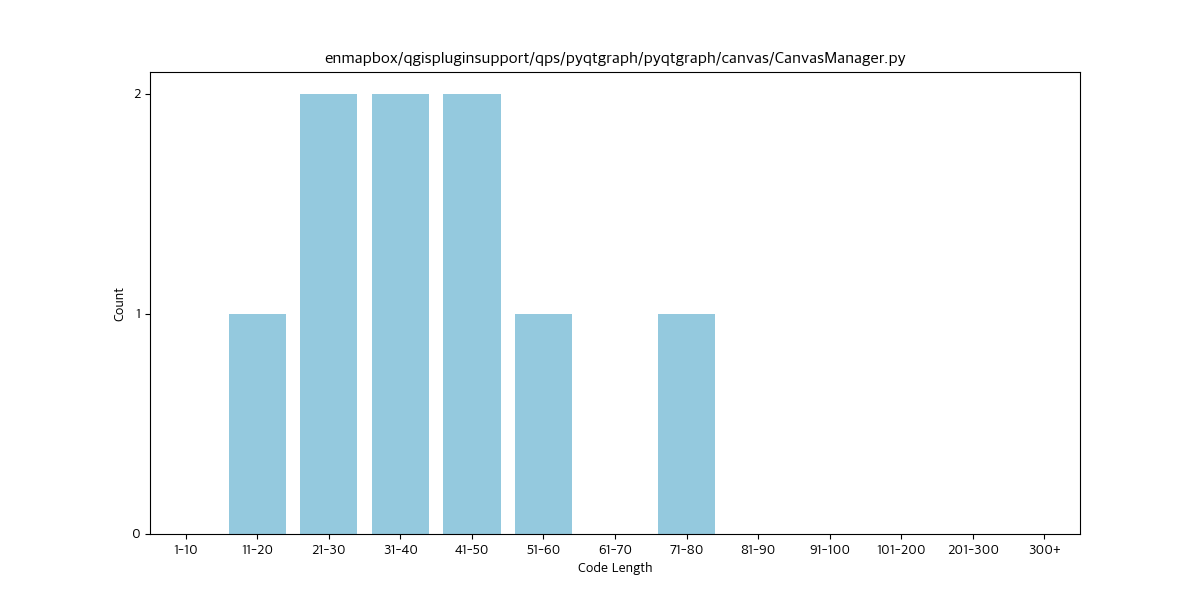 enmapbox/qgispluginsupport/qps/pyqtgraph/pyqtgraph/canvas/CanvasManager.py
2
1
0
Count
1-10 11-20 21-30 31-40 41-50 51-60 61-70 71-80 81-90 91-100 101-200 201-300 300+
Code Length